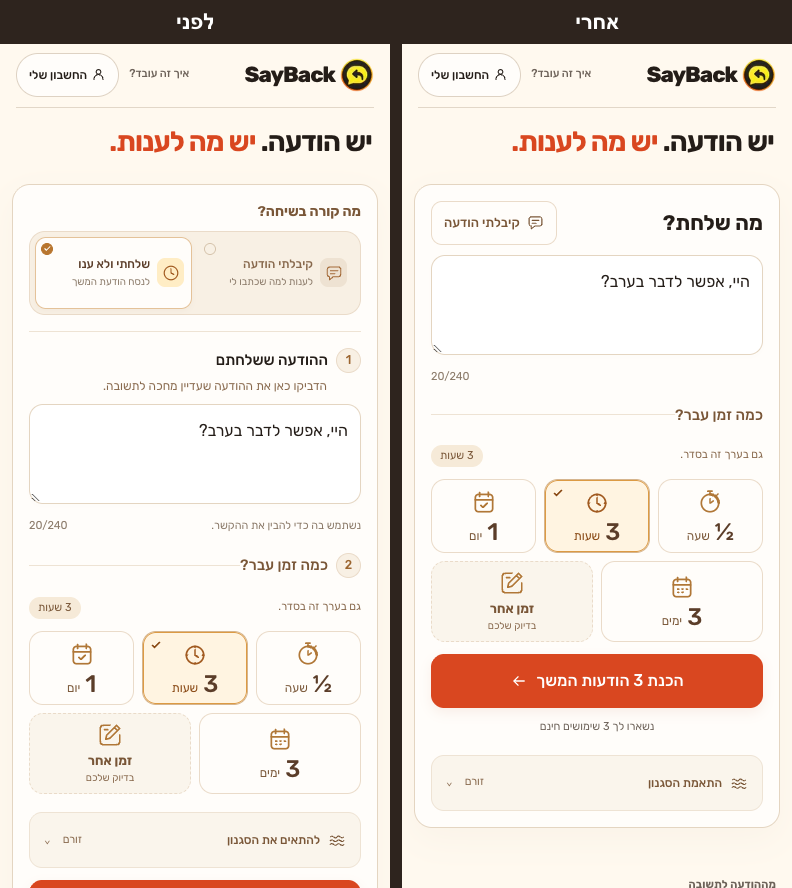 אחרי
SayBack
איך זה עובד?
החשבון שלי
יש הודעה. יש מה לענות.
מה שלחת?
קיבלתי הודעה
היי, אפשר לדבר בערב?
20/240
כמה זמן עבר?
גם בערך זה בסדר.
3 שעות
½ שעה
3 שעות
1 יום
3 ימים
זמן אחר
בדיוק שלכם
הכנת 3 הודעות המשך ←
נשארו לך 3 שימושים חינם
התאמת הסגנון
זורם
מההודעה לתשובה
לפני
SayBack
איך זה עובד?
החשבון שלי
יש הודעה. יש מה לענות.
מה קורה בשיחה?
קיבלתי הודעה
לענות למה שכתבו לי
שלחתי ולא ענו
לנסח הודעת המשך
1 ההודעה ששלחתם
הדביקו כאן את ההודעה שעדיין מחכה לתשובה.
היי, אפשר לדבר בערב?
נשתמש בה כדי להבין את ההקשר.
20/240
2 כמה זמן עבר?
גם בערך זה בסדר.
3 שעות
½ שעה
3 שעות
1 יום
3 ימים
זמן אחר
בדיוק שלכם
להתאים את הסגנון
זורם